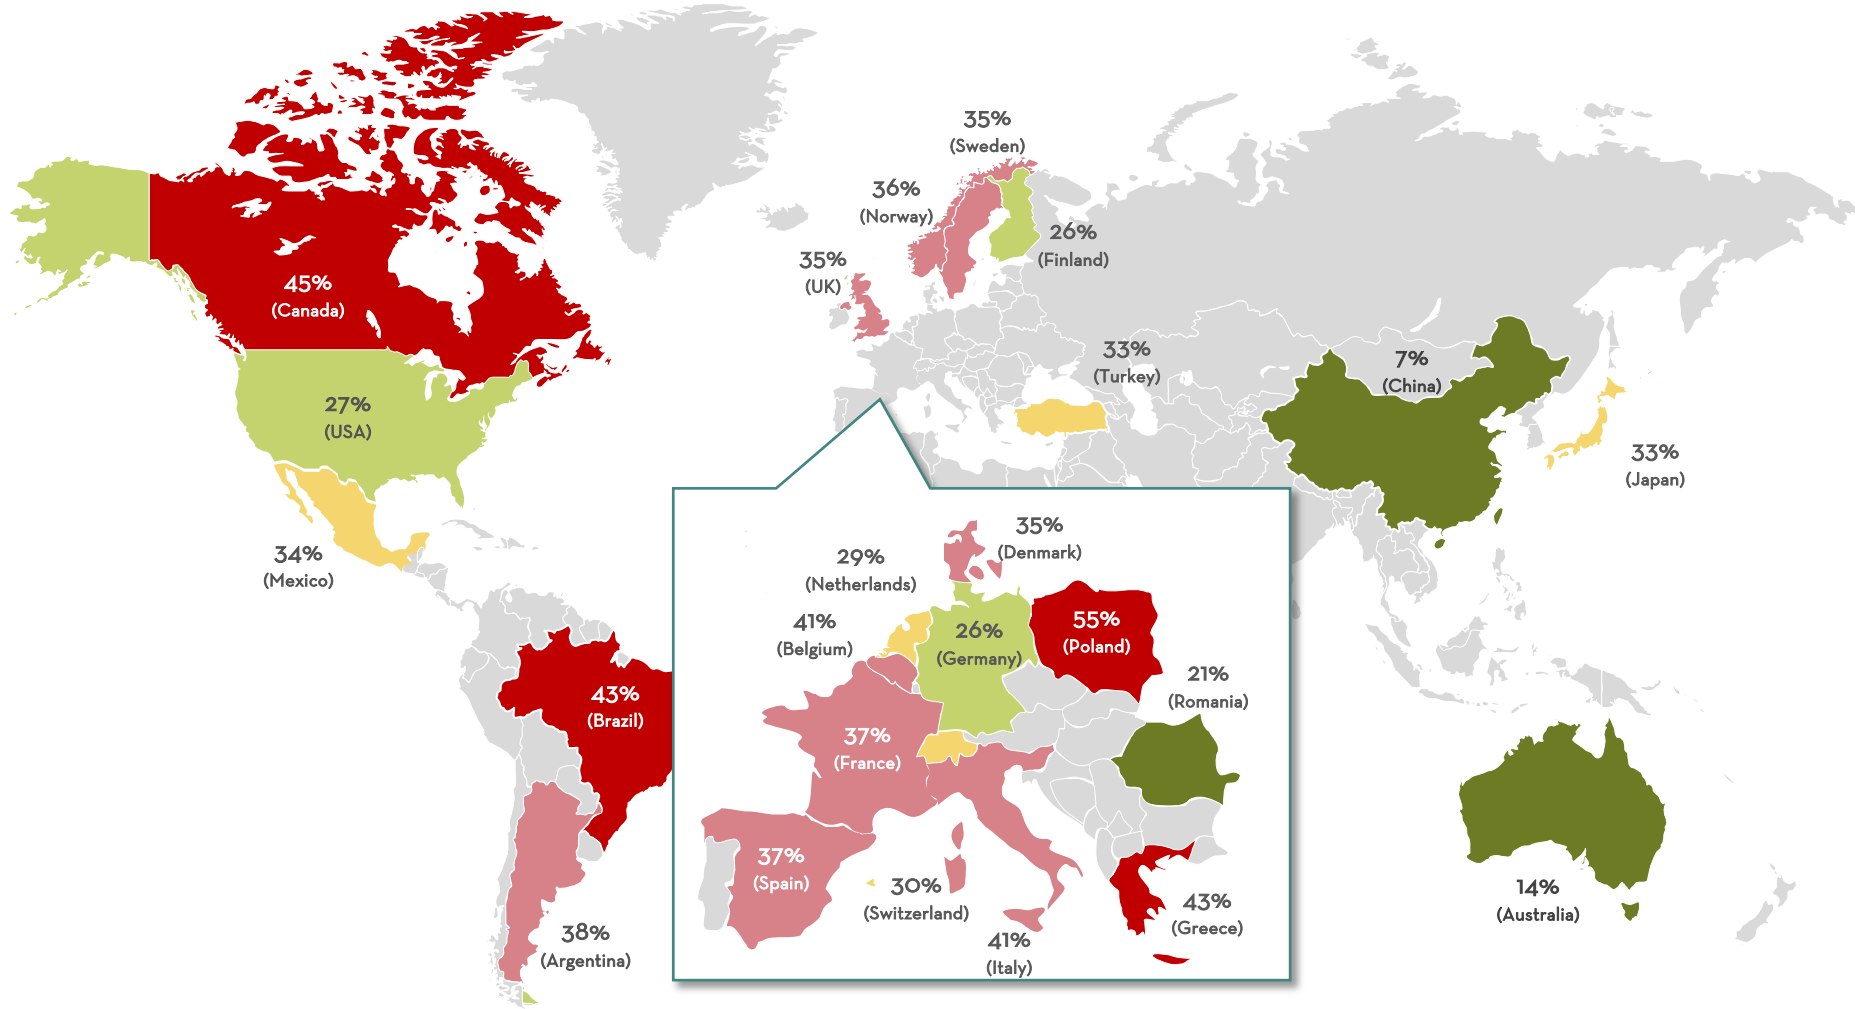 35%
(Sweden)
36%
(Norway)
26%
(Finland)
35%
(UK)
45%
(Canada)
33%
(Turkey)
7%
(China)
27%
(USA)
33%
(Japan)
34%
(Mexico)
35%
(Denmark)
29%
(Netherlands)
41%
(Belgium)
26%
(Germany)
55%
(Poland)
21%
(Romania)
43%
(Brazil)
37%
(France)
37%
(Spain)
30%
(Switzerland)
43%
(Greece)
41%
(Italy)
14%
(Australia)
38%
(Argentina)